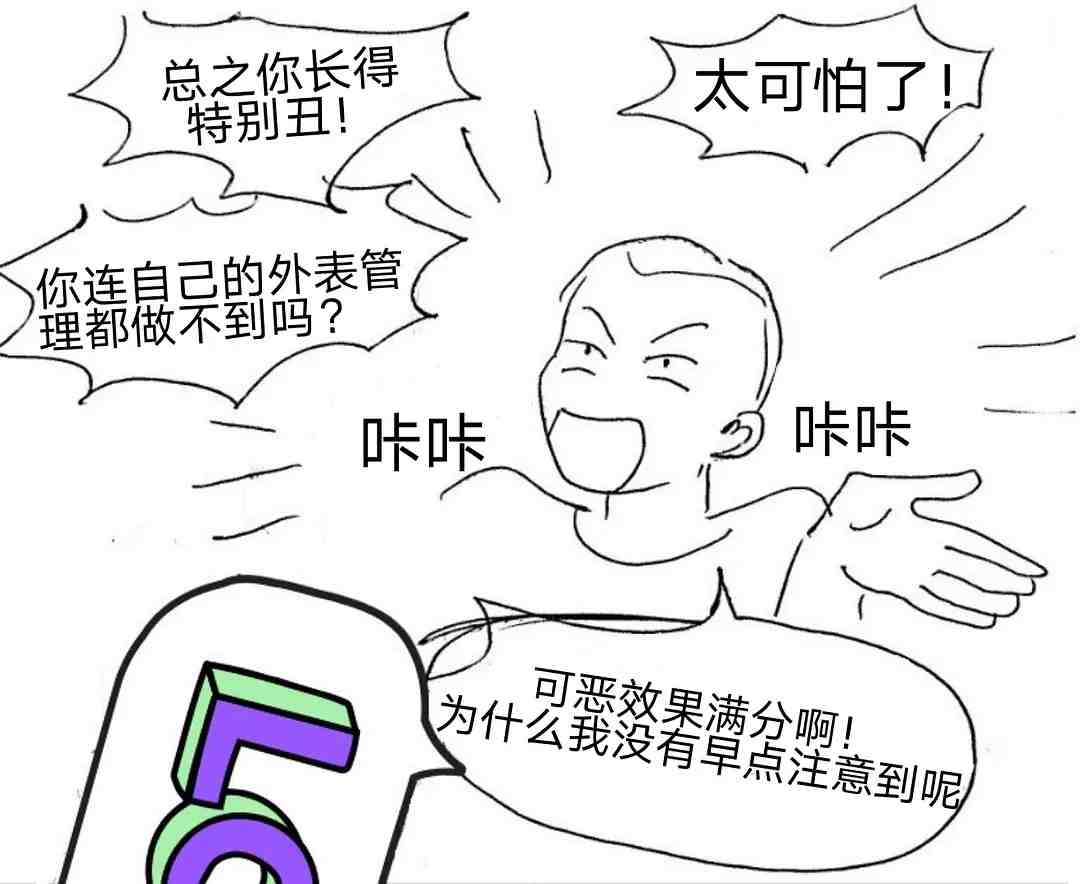 总之你长得
特别丑!
太可怕了!
你连自己的外表管
理都做不到吗?
咔咔
咔咔
可恶效果满分啊!
为什么我没有早点注意到呢